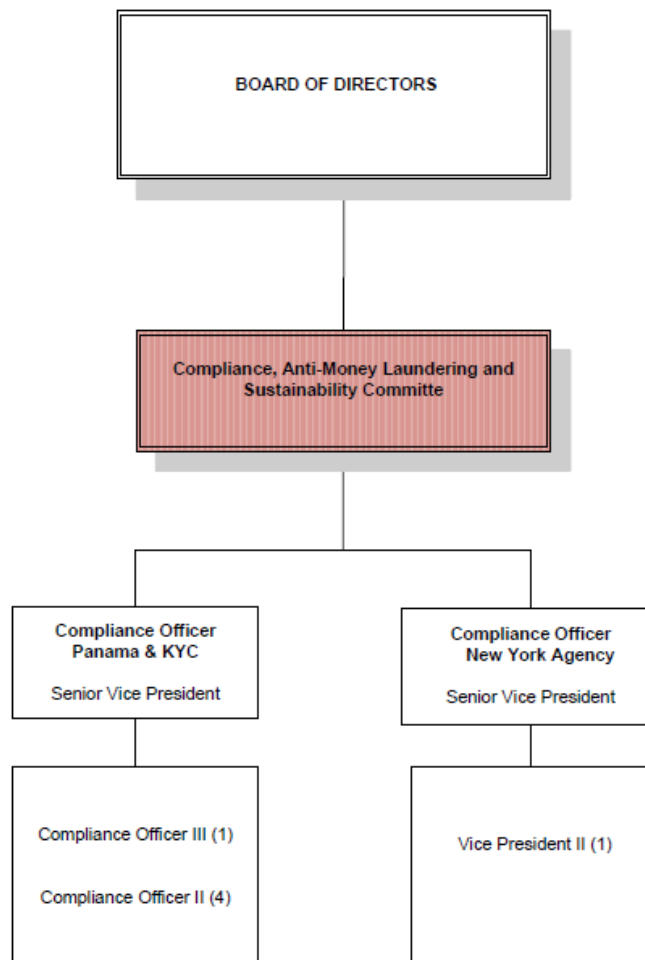 BOARD OF DIRECTORS
Compliance, Anti-Money Laundering and
Sustainability Committe
Compliance Officer
Panama & KYC
Senior Vice President
Compliance Officer
New York Agency
Senior Vice President
Compliance Officer III (1)
Compliance Officer II (4)
Vice President II (1)